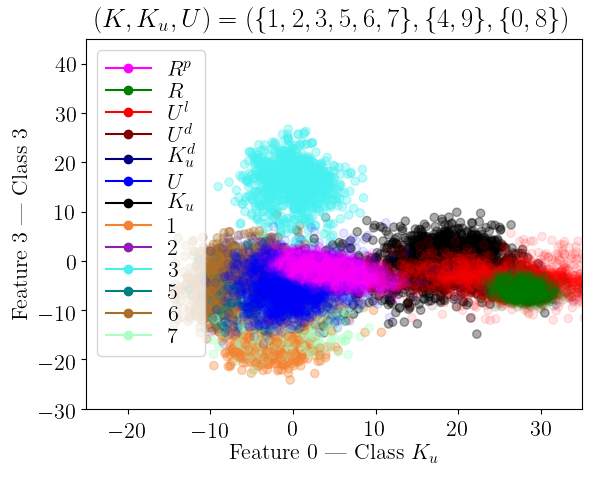 (K, K_u, U) = ({1, 2, 3, 5, 6, 7}, {4, 9}, {0, 8})
R^p
R
U^l
U^d
K_u^d
U
K_u
1
2
3
5
6
7
Feature 3 — Class 3
40
30
20
10
0
−10
−20
−30
−20
−10
0
10
20
30
Feature 0 — Class K_u